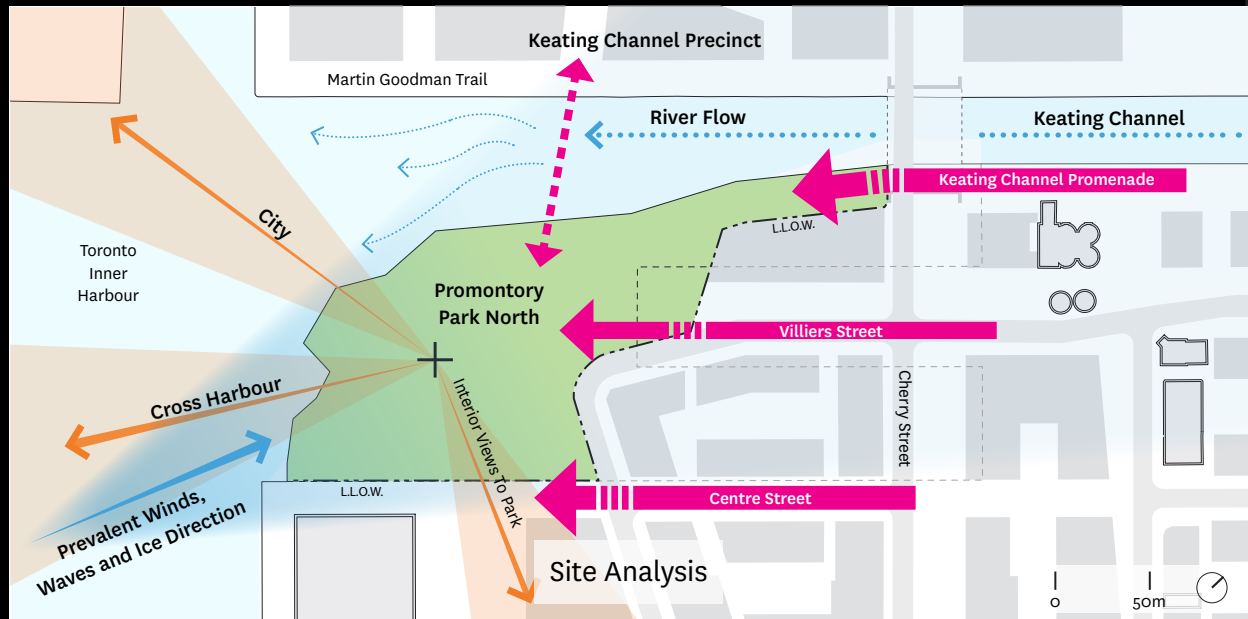 Keating Channel Precinct
Martin Goodman Trail
River Flow
Keating Channel
Keating Channel Promenade
City
L.L.O.W.
Toronto
Inner
Harbour
Promontory
Park North
Villiers Street
Cross Harbour
Interior Views To Park
Cherry Street
L.L.O.W.
Centre Street
Prevalent Winds,
Waves and Ice Direction
Site Analysis
0
50m